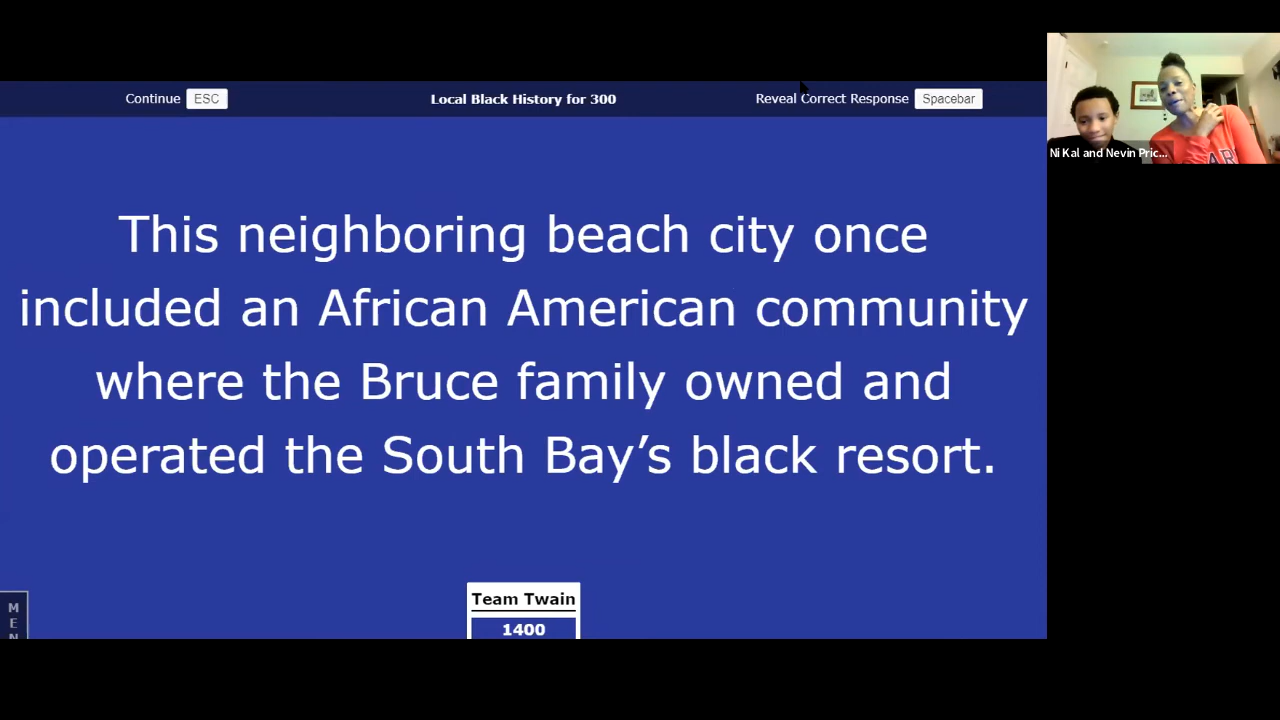 Continue ESC
Local Black History for 300
Reveal Correct Response Spacebar
This neighboring beach city once
included an African American community
where the Bruce family owned and
operated the South Bay’s black resort.
Ni Kal and Nevin Pric...
Team Twain
1400
M
E
N